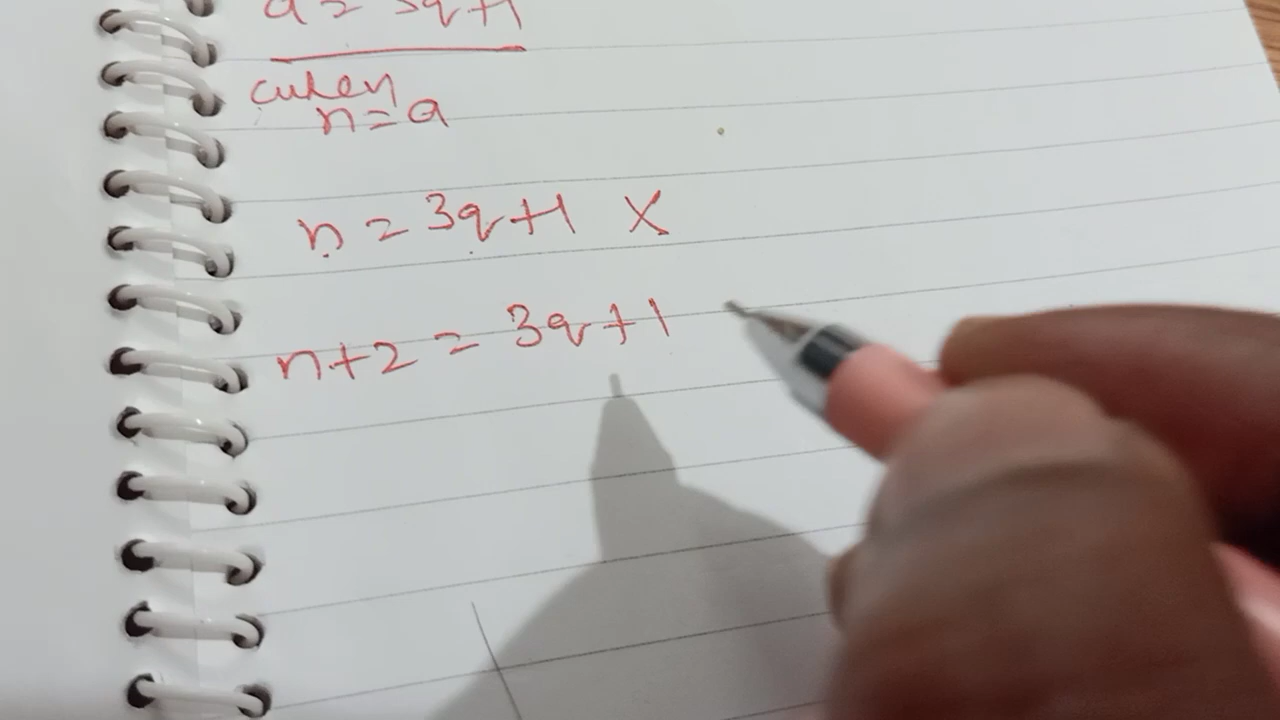 a = 3q+1
when
n = a
n = 3q+1 X
n+2 = 3q+1